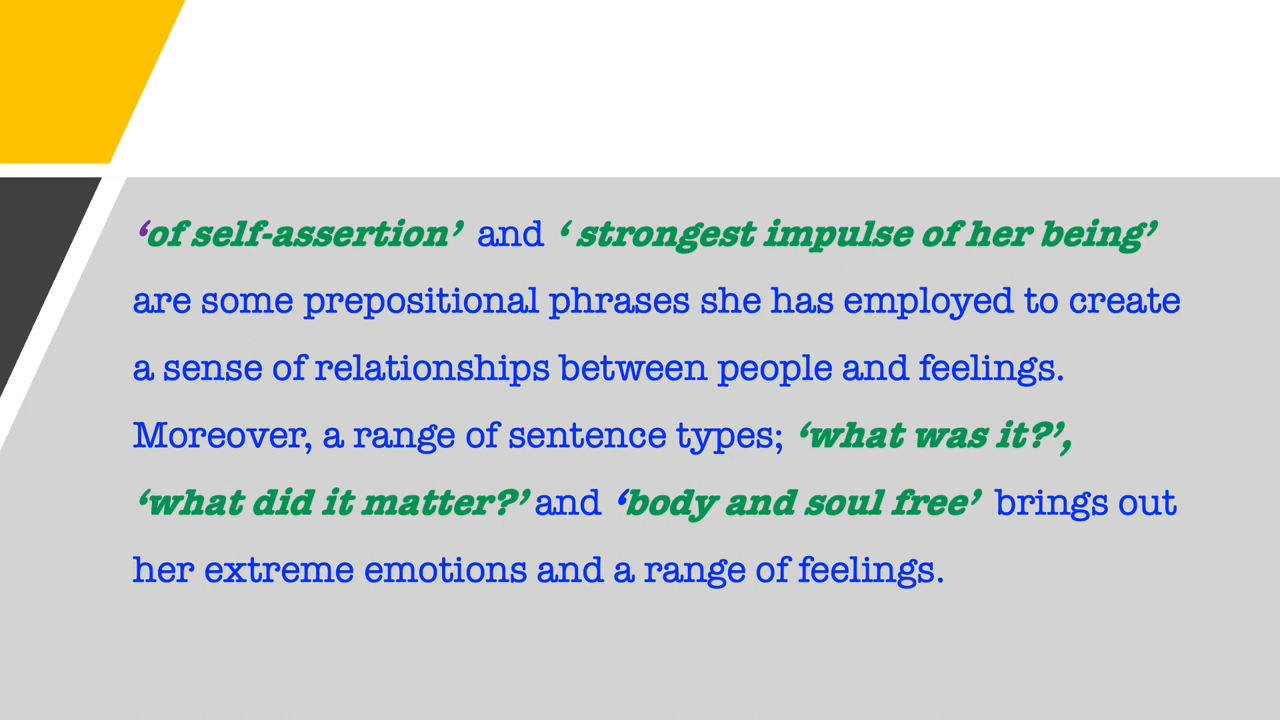 ‘of self-assertion’ and ‘ strongest impulse of her being’
are some prepositional phrases she has employed to create
a sense of relationships between people and feelings.
Moreover, a range of sentence types; ‘what was it?’,
‘what did it matter?’ and ‘body and soul free’ brings out
her extreme emotions and a range of feelings.